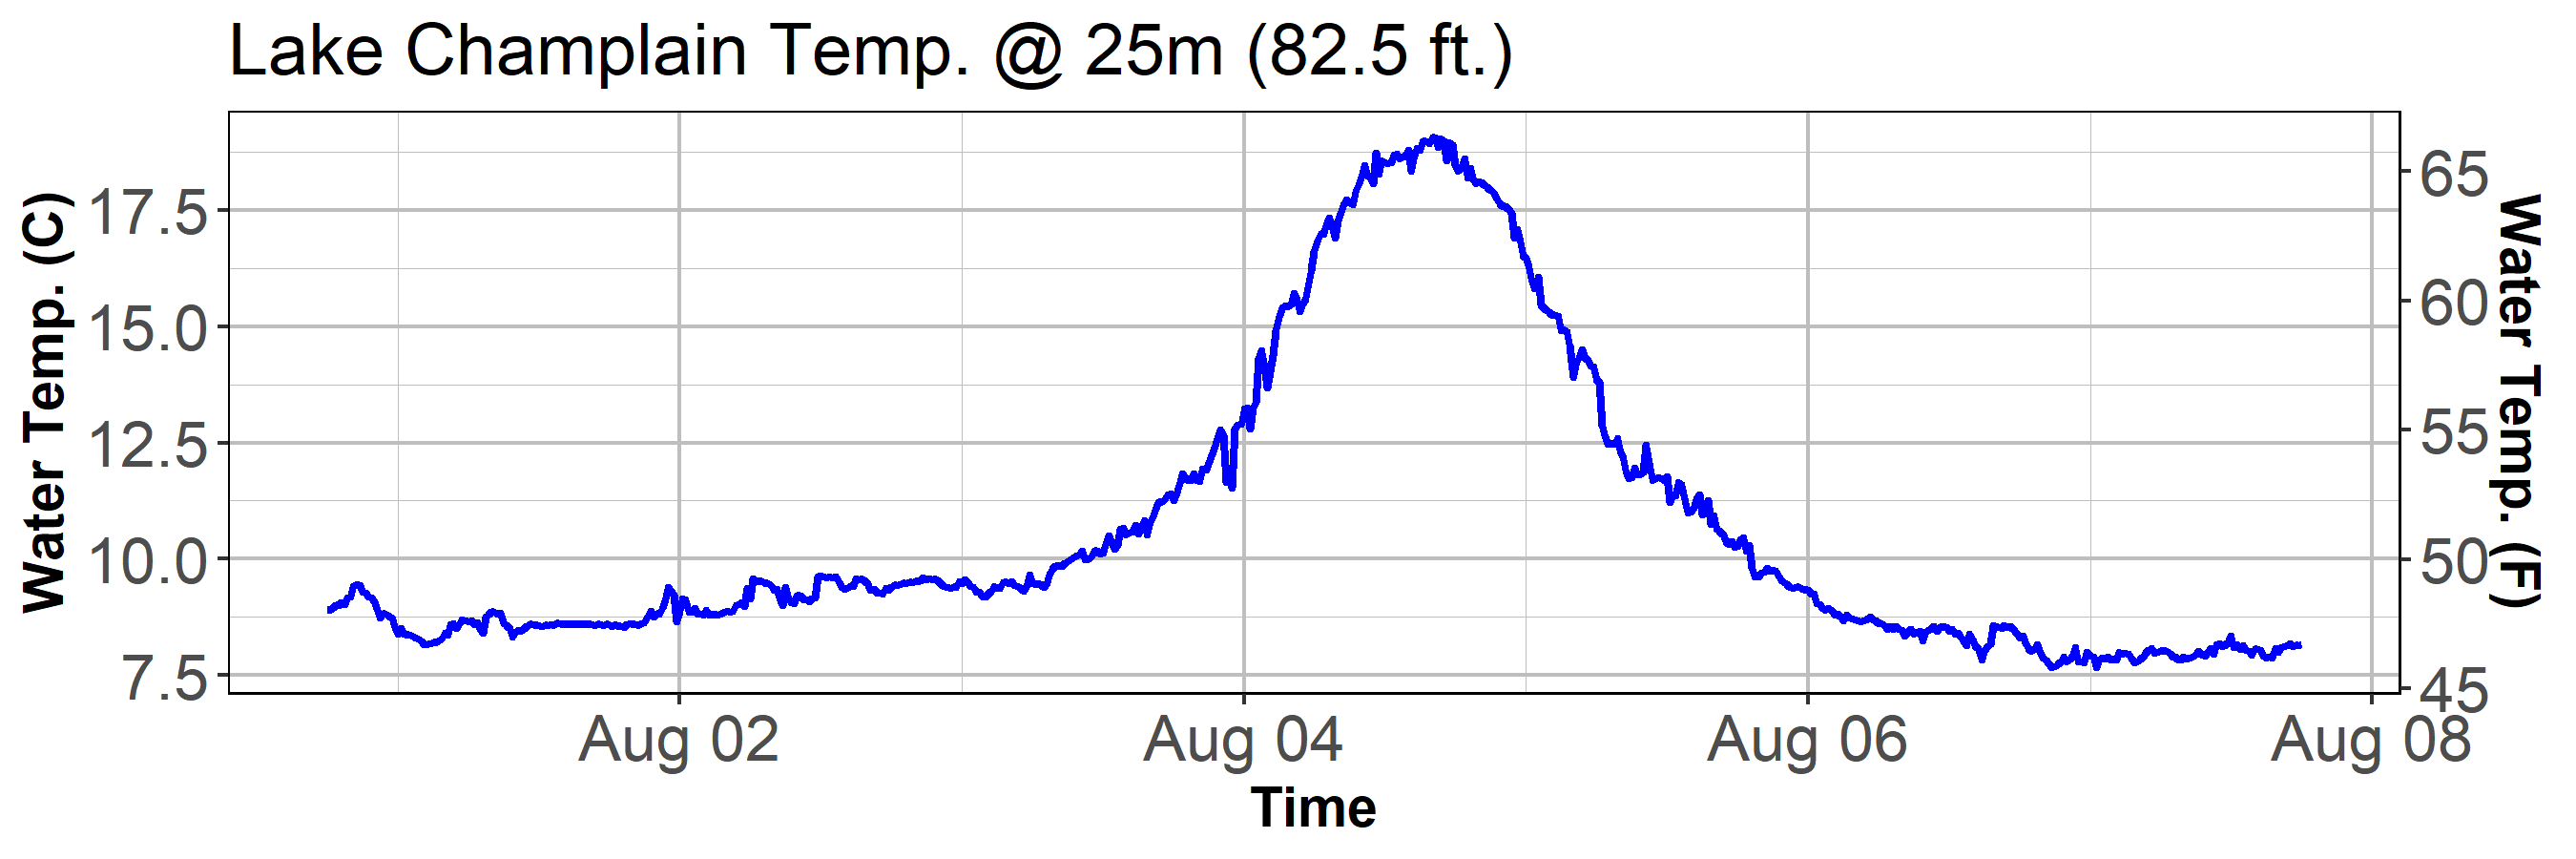 Lake Champlain Temp. @ 25m (82.5 ft.)
Water Temp. (C)
17.5
15.0
12.5
10.0
7.5
65
60
55
50
45
Water Temp. (F)
Aug 02 Aug 04 Aug 06 Aug 08
Time